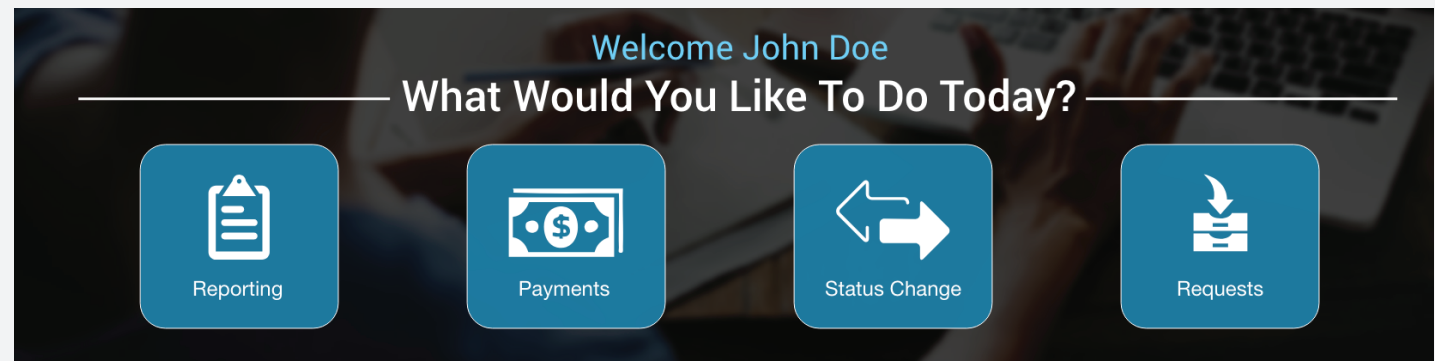 Welcome John Doe
What Would You Like To Do Today?
$
Reporting
Payments
Status Change
Requests